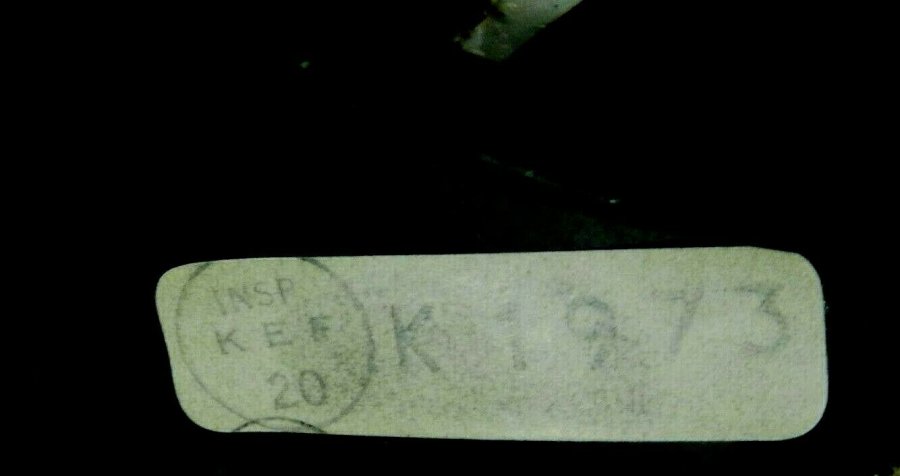 INSP
K E F
20
K 1973